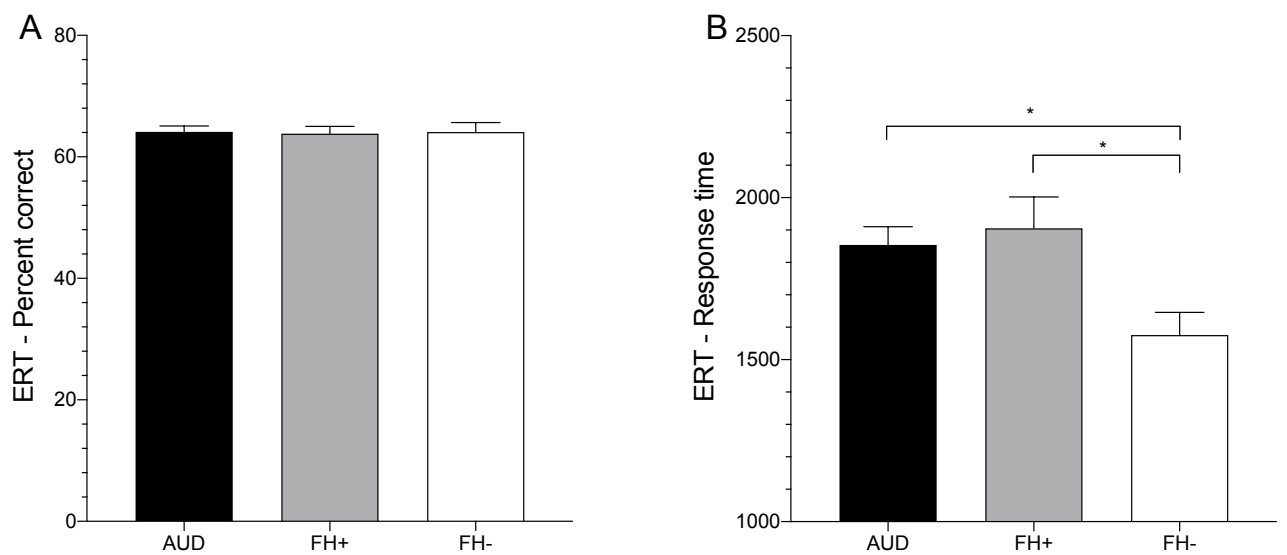 A
ERT - Percent correct
80
60
40
20
0
AUD FH+ FH-
B
ERT - Response time
2500
2000
1500
1000
*
*
AUD FH+ FH-